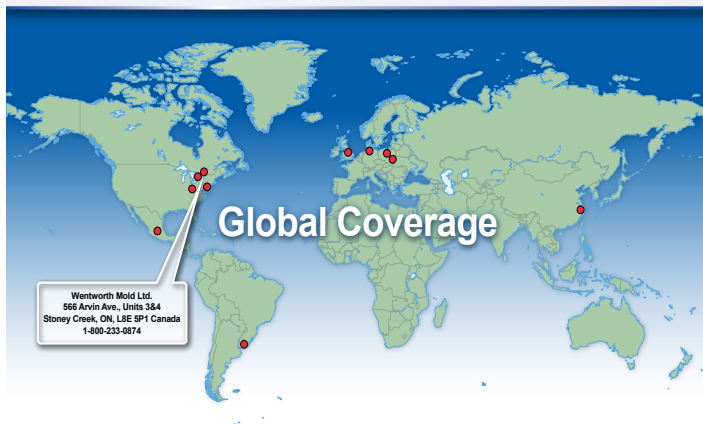 Global Coverage
Wentworth Mold Ltd.
566 Arvin Ave., Units 3&4
Stoney Creek, ON, L8E 5P1 Canada
1-800-233-0874